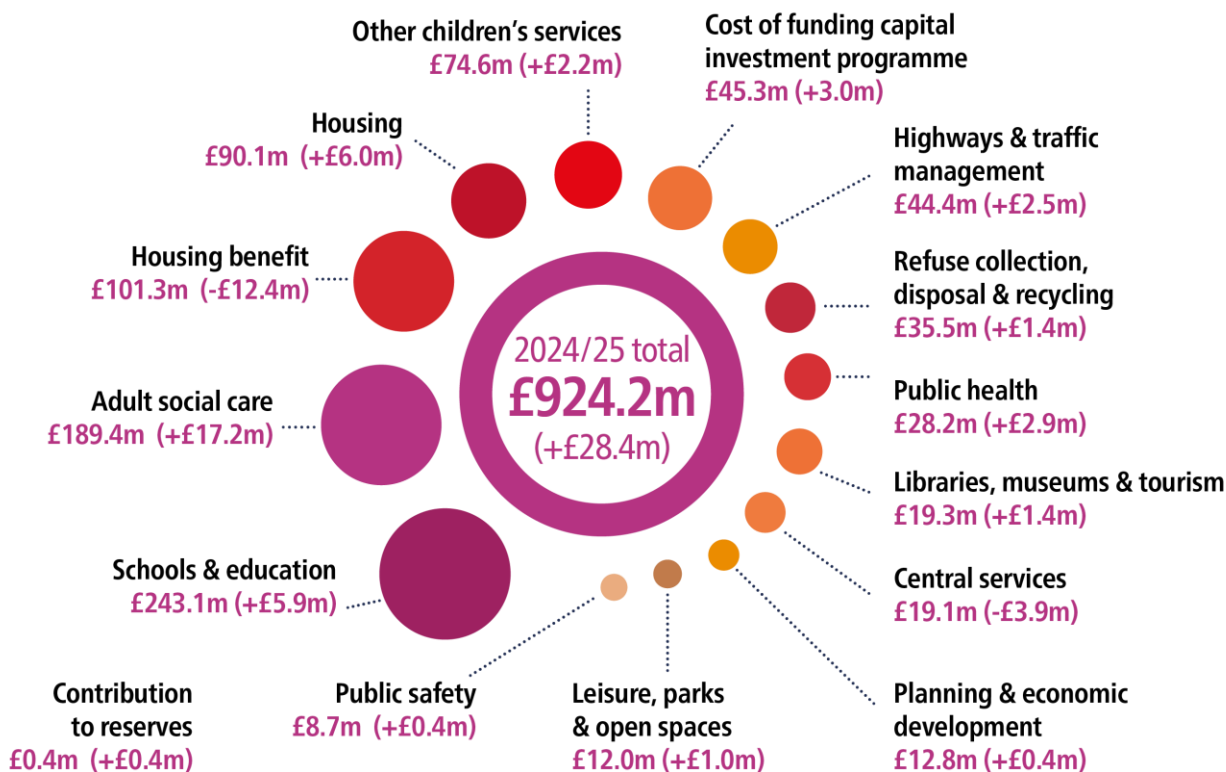 Other children's services
£74.6m (+£2.2m)
Cost of funding capital
investment programme
£45.3m (+3.0m)
Housing
£90.1m (+£6.0m)
Highways & traffic
management
£44.4m (+£2.5m)
Housing benefit
£101.3m (-£12.4m)
Refuse collection,
disposal & recycling
£35.5m (+£1.4m)
2024/25 total
£924.2m
(+£28.4m)
Adult social care
£189.4m (+£17.2m)
Public health
£28.2m (+£2.9m)
Libraries, museums & tourism
£19.3m (+£1.4m)
Schools & education
£243.1m (+£5.9m)
Central services
£19.1m (-£3.9m)
Contribution
to reserves
£0.4m (+£0.4m)
Public safety
£8.7m (+£0.4m)
Leisure, parks
& open spaces
£12.0m (+£1.0m)
Planning & economic
development
£12.8m (+£0.4m)